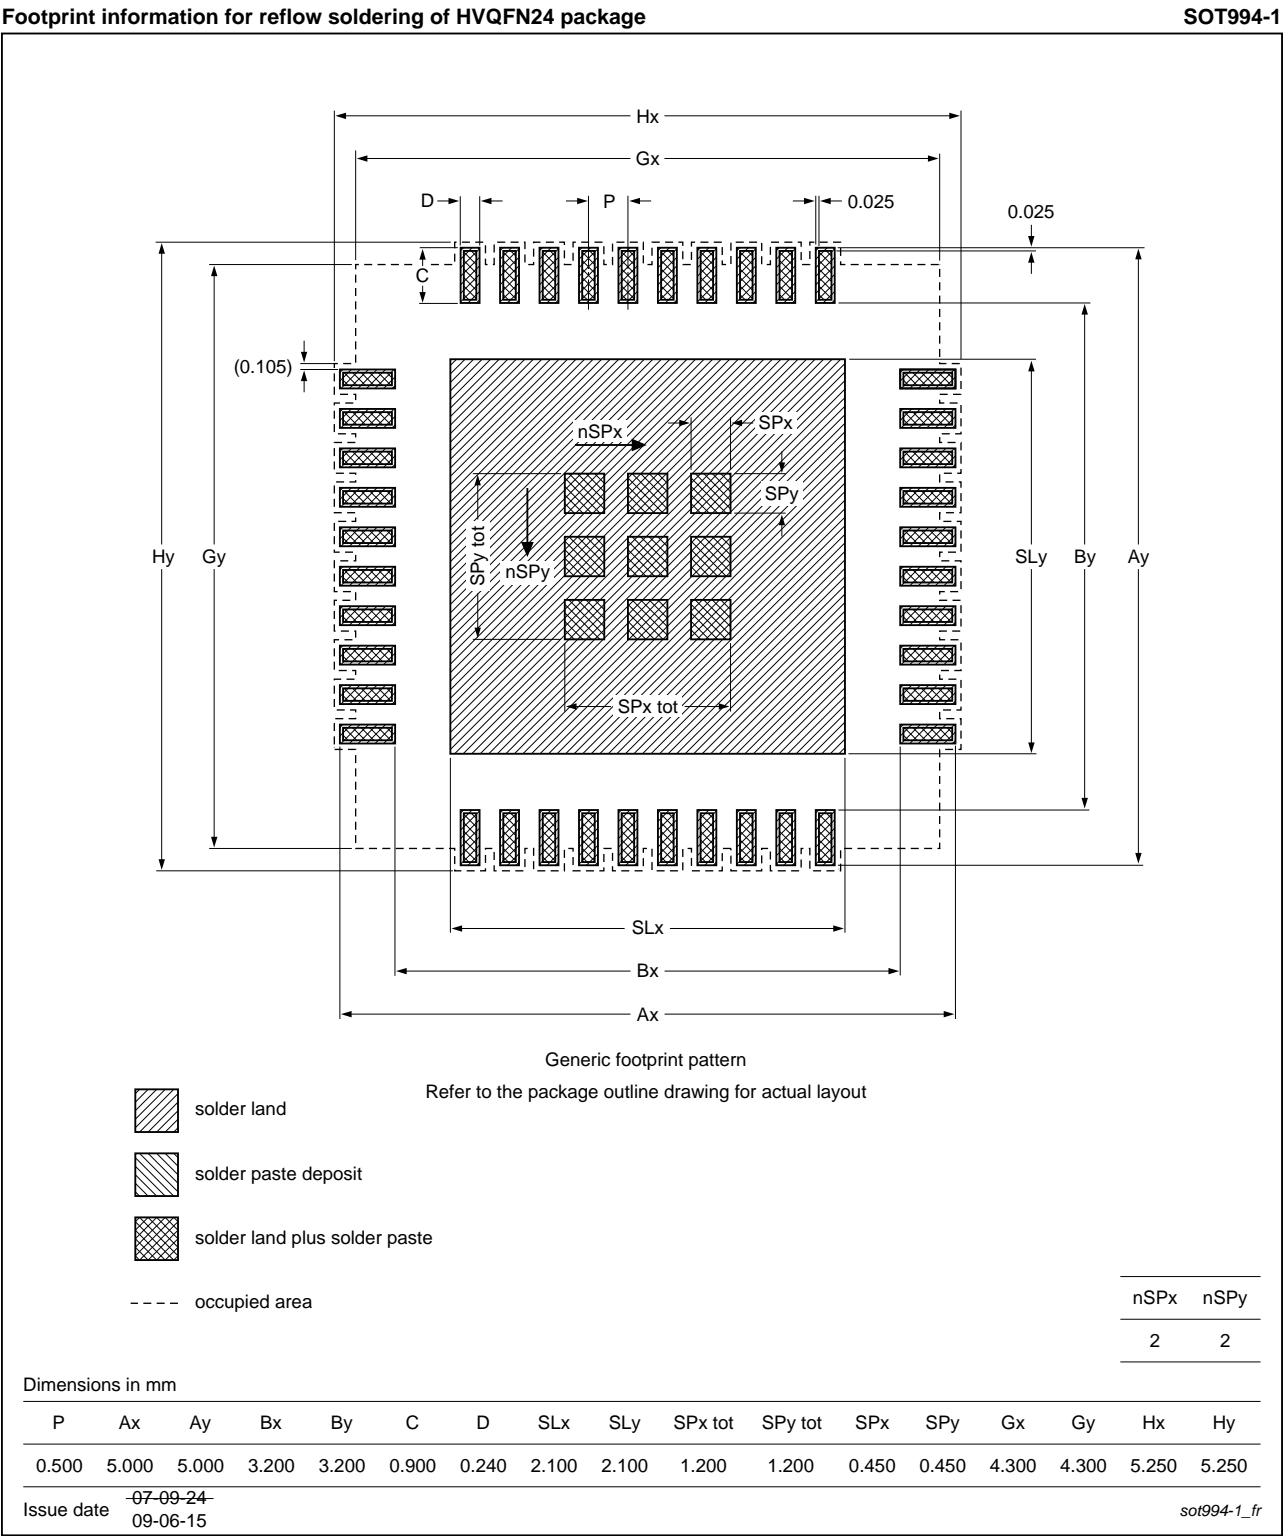 Footprint information for reflow soldering of HVQFN24 package SOT994-1
Hx
Gx
D P 0.025
0.025
C
(0.105)
nSPx SPx
SPy
SPy tot
nSPy
Hy Gy SLy By Ay
SPx tot
SLx
Bx
Ax
Generic footprint pattern
Refer to the package outline drawing for actual layout
solder land
solder paste deposit
solder land plus solder paste
occupied area
nSPx nSPy
2 2
Dimensions in mm
P Ax Ay Bx By C D SLx SLy SPx tot SPy tot SPx SPy Gx Gy Hx Hy
0.500 5.000 5.000 3.200 3.200 0.900 0.240 2.100 2.100 1.200 1.200 0.450 0.450 4.300 4.300 5.250 5.250
Issue date 07-09-24
09-06-15
sot994-1_fr